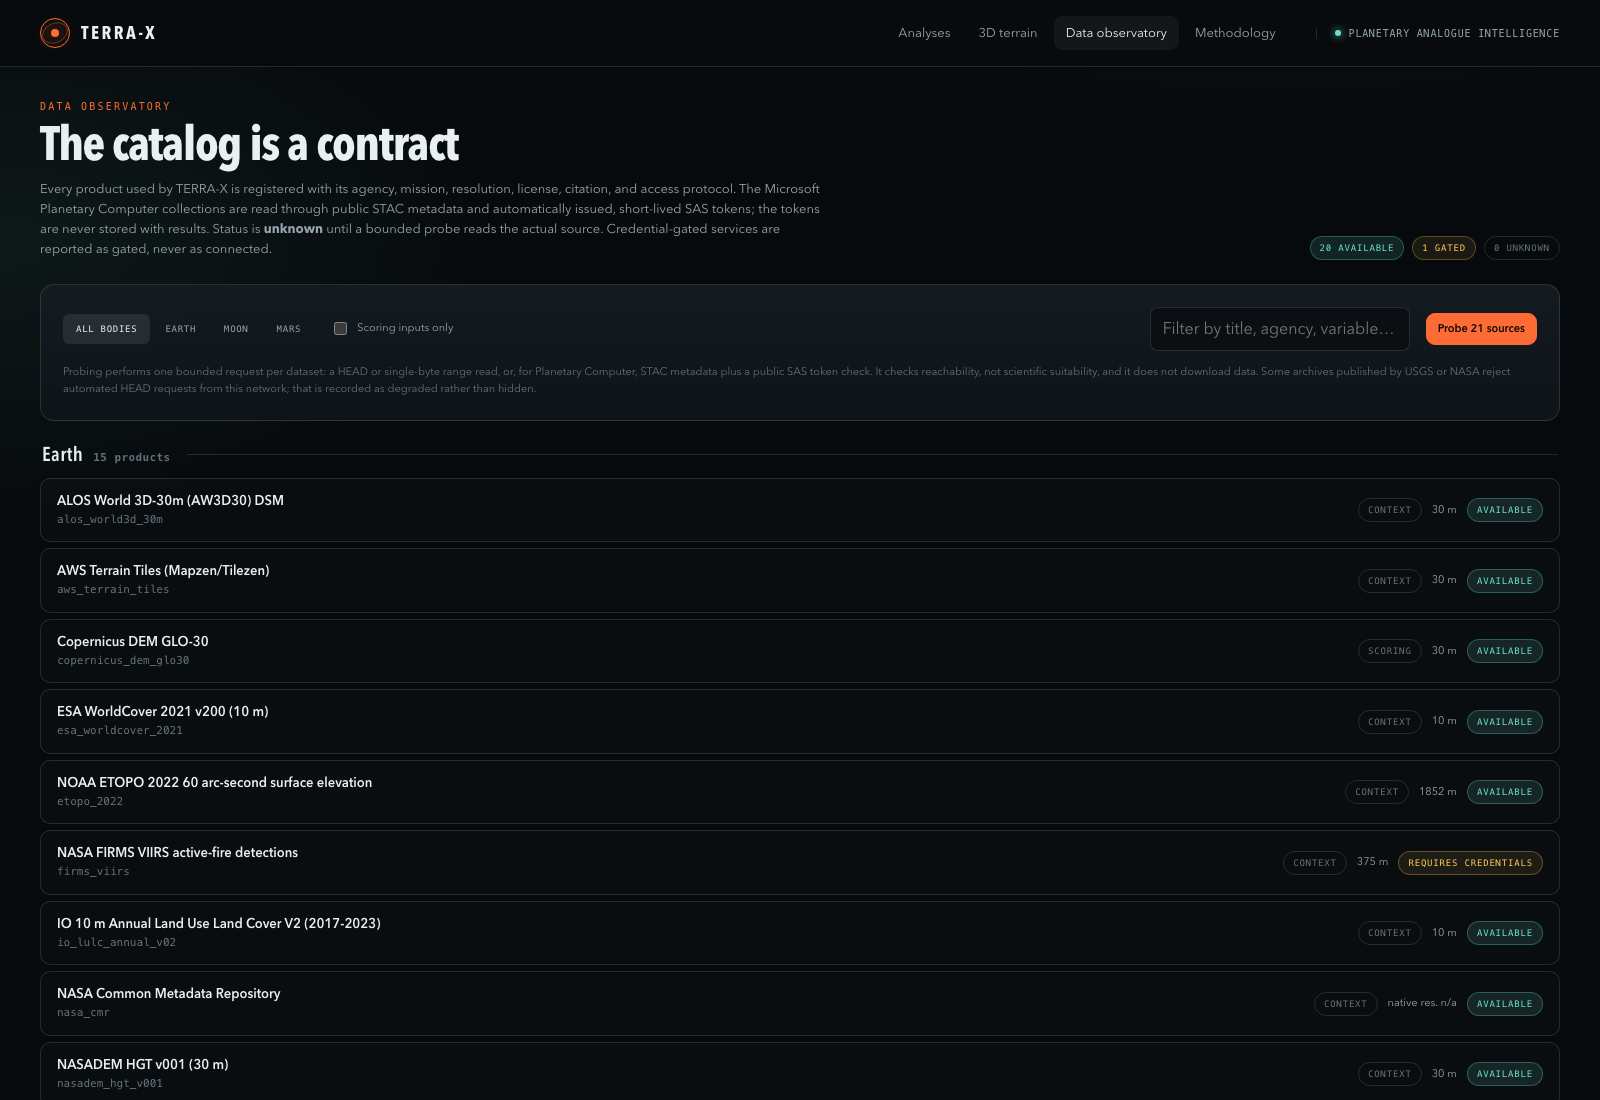 TERRA-X
Analyses
3D terrain
Data observatory
Methodology
PLANETARY ANALOGUE INTELLIGENCE
DATA OBSERVATORY
The catalog is a contract
Every product used by TERRA-X is registered with its agency, mission, resolution, license, citation, and access protocol. The Microsoft
Planetary Computer collections are read through public STAC metadata and automatically issued, short-lived SAS tokens; the tokens
are never stored with results. Status is unknown until a bounded probe reads the actual source. Credential-gated services are
reported as gated, never as connected.
20 AVAILABLE
1 GATED
0 UNKNOWN
ALL BODIES
EARTH
MOON
MARS
Scoring inputs only
Filter by title, agency, variable...
Probe 21 sources
Probing performs one bounded request per dataset: a HEAD or single-byte range read, or, for Planetary Computer, STAC metadata plus a public SAS token check. It checks reachability, not scientific suitability, and it does not download data. Some archives published by USGS or NASA reject
automated HEAD requests from this network; that is recorded as degraded rather than hidden.
Earth 15 products
ALOS World 3D-30m (AW3D30) DSM
alos_world3d_30m
CONTEXT 30 m AVAILABLE
AWS Terrain Tiles (Mapzen/Tilezen)
aws_terrain_tiles
CONTEXT 30 m AVAILABLE
Copernicus DEM GLO-30
copernicus_dem_glo30
SCORING 30 m AVAILABLE
ESA WorldCover 2021 v200 (10 m)
esa_worldcover_2021
CONTEXT 10 m AVAILABLE
NOAA ETOPO 2022 60 arc-second surface elevation
etopo_2022
CONTEXT 1852 m AVAILABLE
NASA FIRMS VIIRS active-fire detections
firms_viirs
CONTEXT 375 m REQUIRES CREDENTIALS
IO 10 m Annual Land Use Land Cover V2 (2017-2023)
io_lulc_annual_v02
CONTEXT 10 m AVAILABLE
NASA Common Metadata Repository
nasa_cmr
CONTEXT native res. n/a AVAILABLE
NASADEM HGT v001 (30 m)
nasadem_hgt_v001
CONTEXT 30 m AVAILABLE